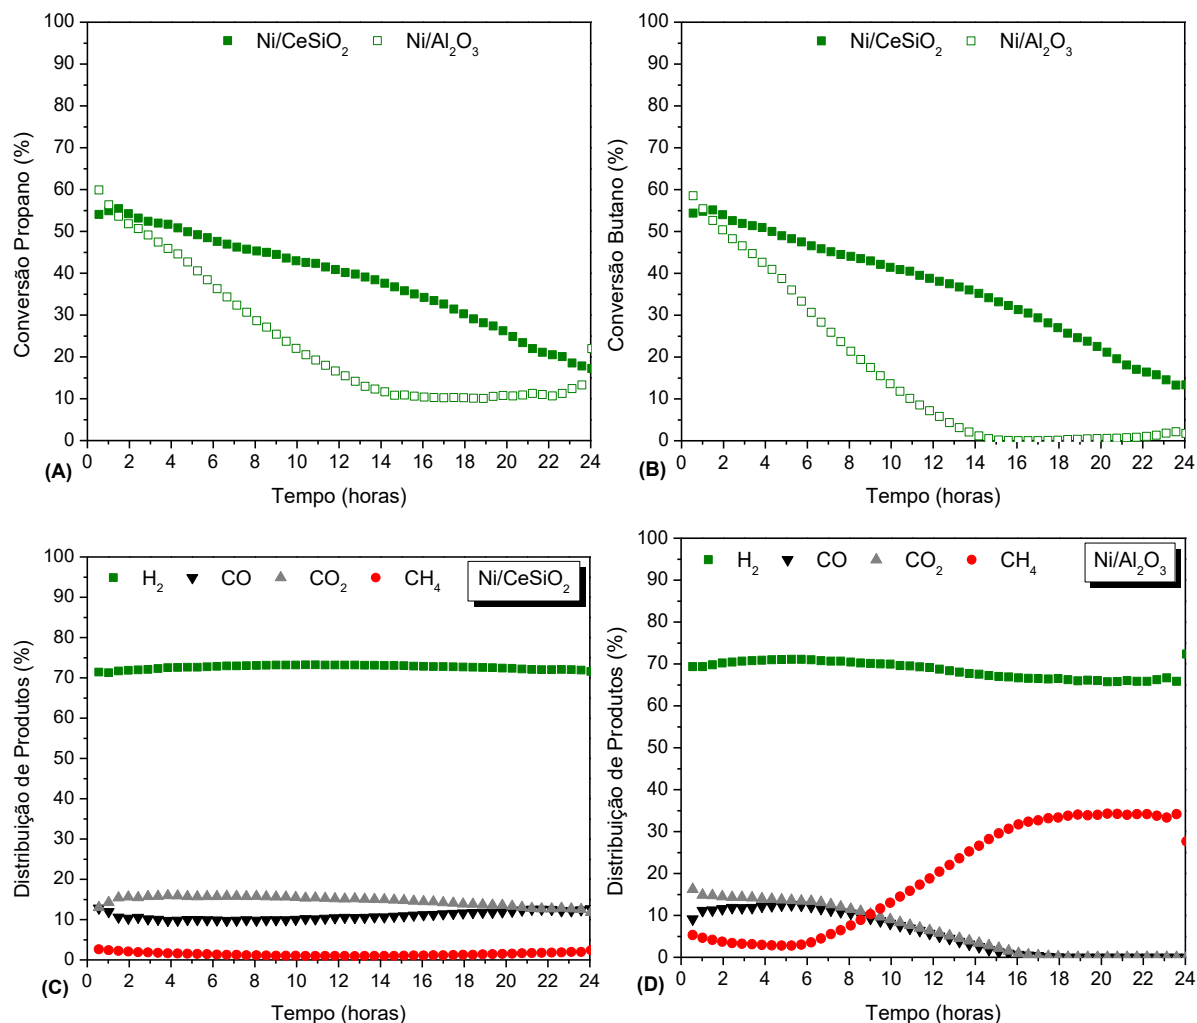 Ni/CeSiO₂ Ni/Al₂O₃
Conversão Propano (%)
100
90
80
70
60
50
40
30
20
10
0
0 2 4 6 8 10 12 14 16 18 20 22 24
(A)
Tempo (horas)
Ni/CeSiO₂ Ni/Al₂O₃
Conversão Butano (%)
100
90
80
70
60
50
40
30
20
10
0
0 2 4 6 8 10 12 14 16 18 20 22 24
(B)
Tempo (horas)
H₂ CO CO₂ CH₄ Ni/CeSiO₂
Distribuição de Produtos (%)
100
90
80
70
60
50
40
30
20
10
0
0 2 4 6 8 10 12 14 16 18 20 22 24
(C)
Tempo (horas)
H₂ CO CO₂ CH₄ Ni/Al₂O₃
Distribuição de Produtos (%)
100
90
80
70
60
50
40
30
20
10
0
0 2 4 6 8 10 12 14 16 18 20 22 24
(D)
Tempo (horas)